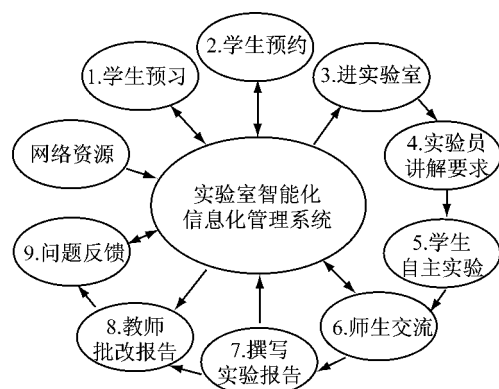 1.学生预习
2.学生预约
3.进实验室
4.实验员
讲解要求
5.学生
自主实验
6.师生交流
7.撰写
实验报告
8.教师
批改报告
9.问题反馈
网络资源
实验室智能化
信息化管理系统